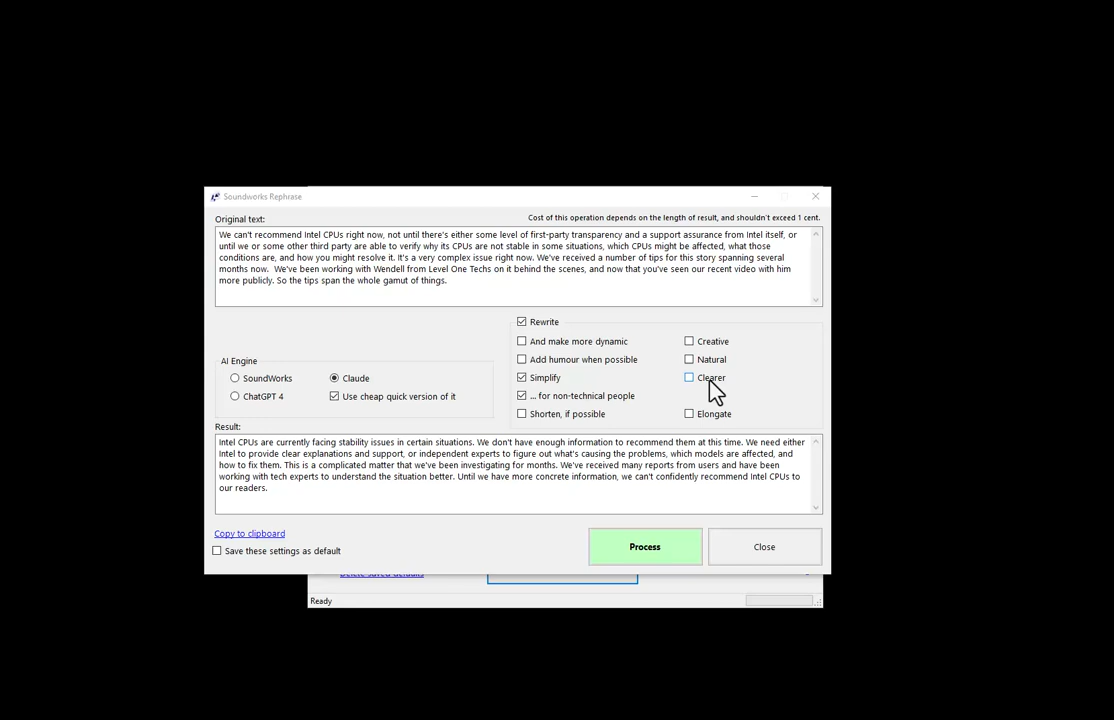 Soundworks Rephrase
Original text:
Cost of this operation depends on the length of result, and shouldn't exceed 1 cent.
We can't recommend Intel CPUs right now, not until there's either some level of first-party transparency and a support assurance from Intel itself, or
until we or some other third party are able to verify why its CPUs are not stable in some situations, which CPUs might be affected, what those
conditions are, and how you might resolve it. It's a very complex issue right now. We've received a number of tips for this story spanning several
months now.  We've been working with Wendell from Level One Techs on it behind the scenes, and now that you've seen our recent video with him
more publicly. So the tips span the whole gamut of things.
Rewrite
And make more dynamic
Creative
Add humour when possible
Natural
AI Engine
SoundWorks
Claude
Simplify
Clearer
ChatGPT 4
Use cheap quick version of it
... for non-technical people
Shorten, if possible
Elongate
Result:
Intel CPUs are currently facing stability issues in certain situations. We don't have enough information to recommend them at this time. We need either
Intel to provide clear explanations and support, or independent experts to figure out what's causing the problems, which models are affected, and
how to fix them. This is a complicated matter that we've been investigating for months. We've received many reports from users and have been
working with tech experts to understand the situation better. Until we have more concrete information, we can't confidently recommend Intel CPUs to
our readers.
Copy to clipboard
Save these settings as default
Process
Close
Delete saved defaults
Ready